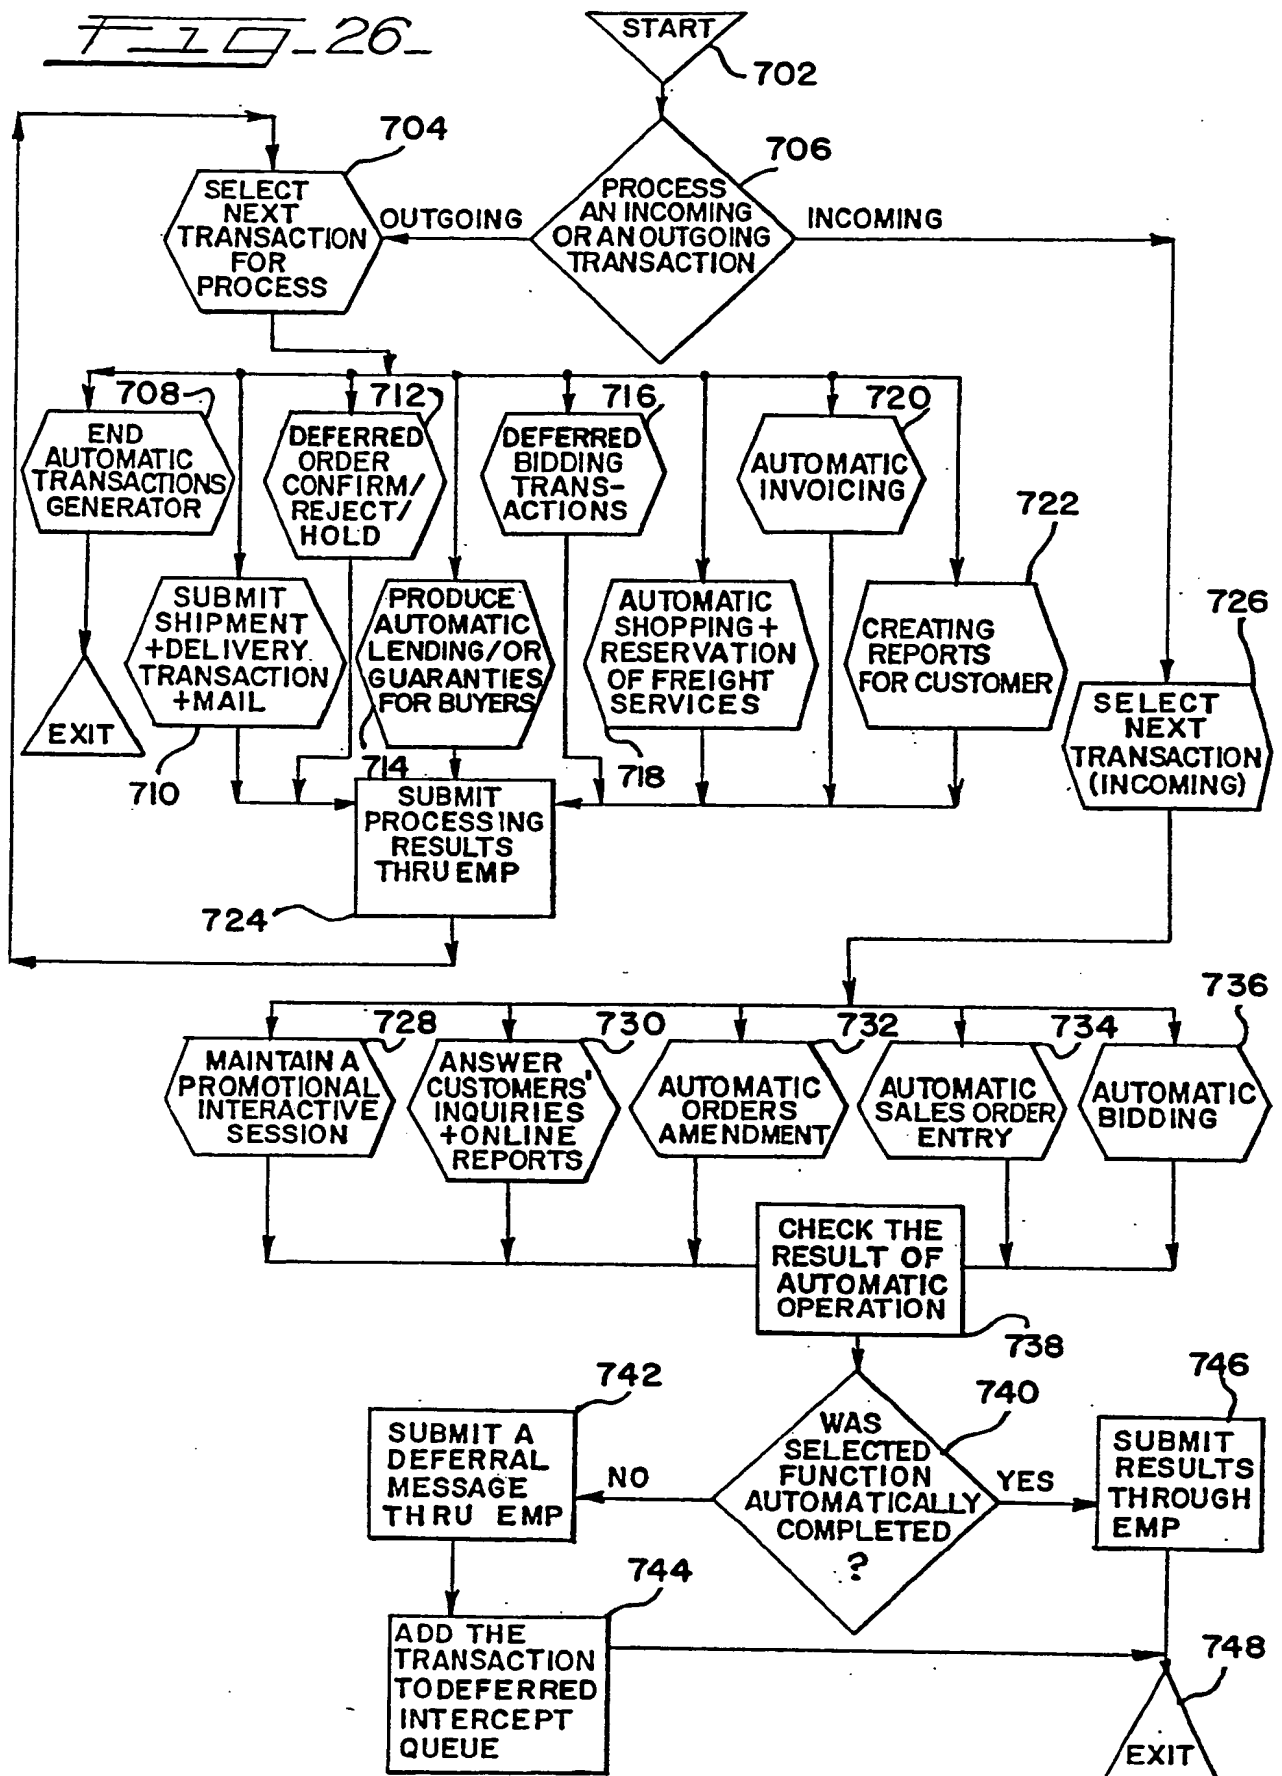 Fig_26_
START
702
704
706
SELECT
NEXT
TRANSACTION
FOR
PROCESS
OUTGOING
PROCESS
AN INCOMING
OR AN OUTGOING
TRANSACTION
INCOMING
708
712
716
720
END
AUTOMATIC
TRANSACTIONS
GENERATOR
DEFERRED
ORDER
CONFIRM/
REJECT/
HOLD
DEFERRED
BIDDING
TRANS-
ACTIONS
AUTOMATIC
INVOICING
722
SUBMIT
SHIPMENT
+DELIVERY
TRANSACTION
+MAIL
PRODUCE
AUTOMATIC
LENDING/OR
GUARANTIES
FOR BUYERS
AUTOMATIC
SHOPPING+
RESERVATION
OF FREIGHT
SERVICES
CREATING
REPORTS
FOR CUSTOMER
726
SELECT
NEXT
TRANSACTION
(INCOMING)
EXIT
710
714
718
SUBMIT
PROCESSING
RESULTS
THRU EMP
724
728
730
732
734
736
MAINTAIN A
PROMOTIONAL
INTERACTIVE
SESSION
ANSWER
CUSTOMERS'
INQUIRIES
+ONLINE
REPORTS
AUTOMATIC
ORDERS
AMENDMENT
AUTOMATIC
SALES ORDER
ENTRY
AUTOMATIC
BIDDING
CHECK THE
RESULT OF
AUTOMATIC
OPERATION
738
742
740
746
SUBMIT A
DEFERRAL
MESSAGE
THRU EMP
NO
WAS
SELECTED
FUNCTION
AUTOMATICALLY
COMPLETED
?
YES
SUBMIT
RESULTS
THROUGH
EMP
744
ADD THE
TRANSACTION
TO DEFERRED
INTERCEPT
QUEUE
748
EXIT